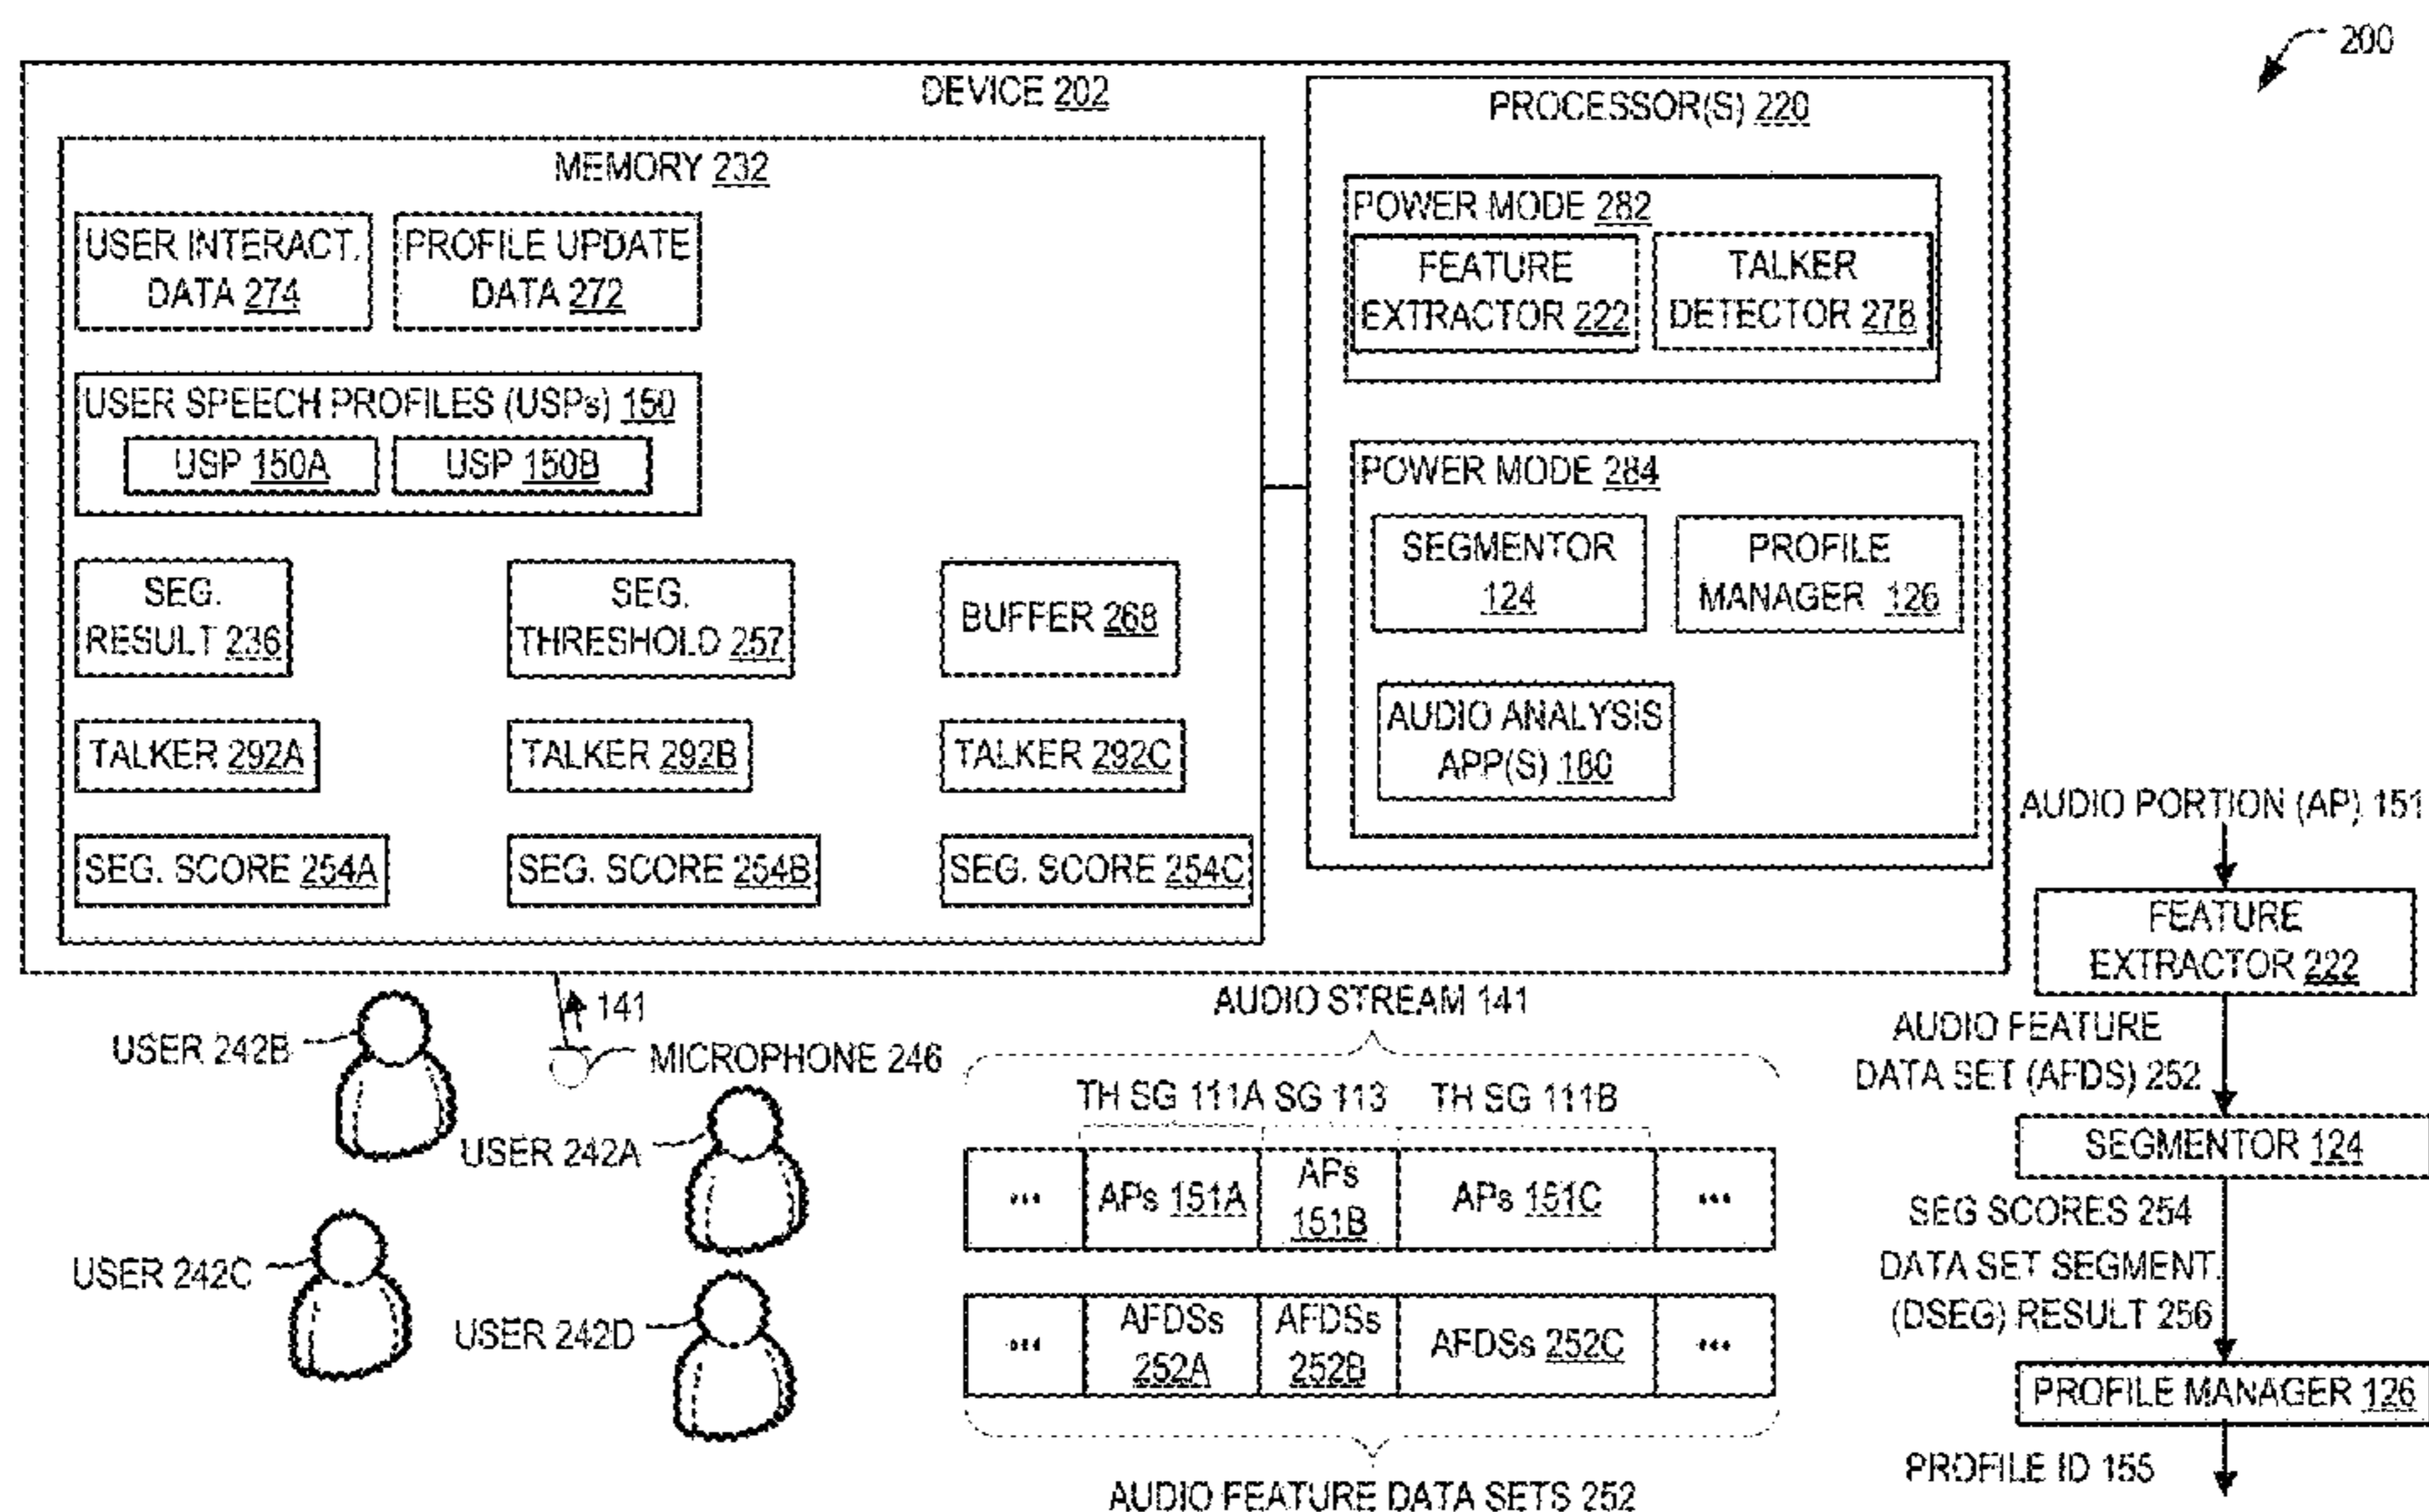 200
DEVICE 202
MEMORY 232
USER INTERACT.
DATA 274
PROFILE UPDATE
DATA 272
USER SPEECH PROFILES (USPs) 150
USP 150A
USP 150B
SEG.
RESULT 236
SEG.
THRESHOLD 257
BUFFER 268
TALKER 292A
TALKER 292B
TALKER 292C
SEG. SCORE 254A
SEG. SCORE 254B
SEG. SCORE 254C
PROCESSOR(S) 220
POWER MODE 282
FEATURE
EXTRACTOR 222
TALKER
DETECTOR 278
POWER MODE 284
SEGMENTOR
124
PROFILE
MANAGER 126
AUDIO ANALYSIS
APP(S) 180
141
MICROPHONE 246
USER 242B
USER 242A
USER 242C
USER 242D
AUDIO STREAM 141
TH SG 111A
SG 113
TH SG 111B
...
APs 151A
APs
151B
APs 151C
...
...
AFDSs
252A
AFDSs
252B
AFDSs 252C
...
AUDIO FEATURE DATA SETS 252
AUDIO PORTION (AP) 151
FEATURE
EXTRACTOR 222
AUDIO FEATURE
DATA SET (AFDS) 252
SEGMENTOR 124
SEG SCORES 254
DATA SET SEGMENT.
(DSEG) RESULT 256
PROFILE MANAGER 126
PROFILE ID 155